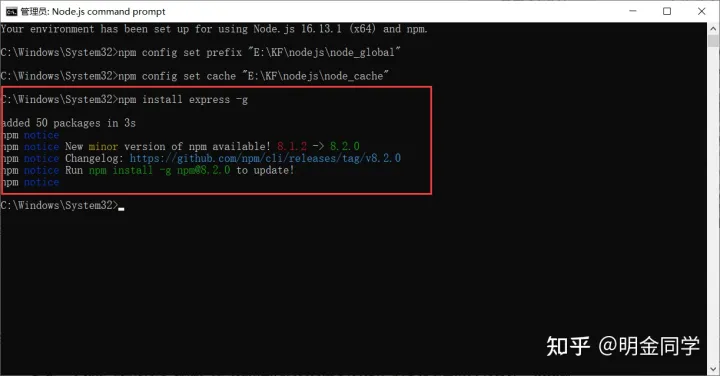 管理员: Node.js command prompt
Your environment has been set up for using Node.js 16.13.1 (x64) and npm.
C:\Windows\System32>npm config set prefix "E:\KF\nodejs\node_global"
C:\Windows\System32>npm config set cache "E:\KF\nodejs\node_cache"
C:\Windows\System32>npm install express -g
added 50 packages in 3s
npm notice
npm notice New minor version of npm available! 8.1.2 -> 8.2.0
npm notice Changelog: https://github.com/npm/cli/releases/tag/v8.2.0
npm notice Run npm install -g npm@8.2.0 to update!
npm notice
C:\Windows\System32>
知乎 @明金同学